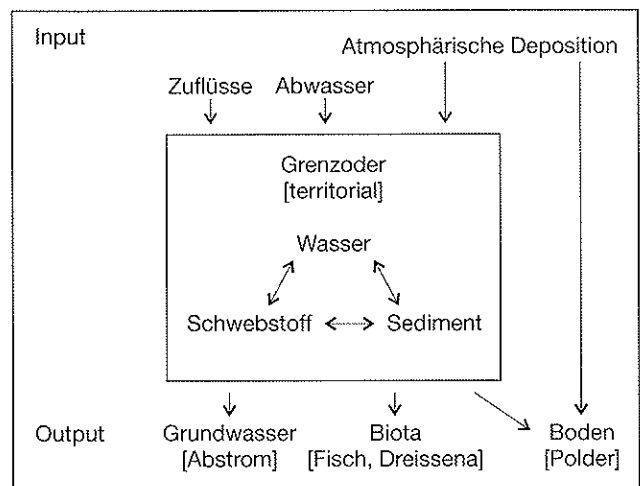 Input
Atmosphärische Deposition
Zuflüsse Abwasser
Grenzoder
[territorial]
Wasser
Schwebstoff Sediment
Output Grundwasser Biota Boden
[Abstrom] [Fisch, Dreissena] [Polder]